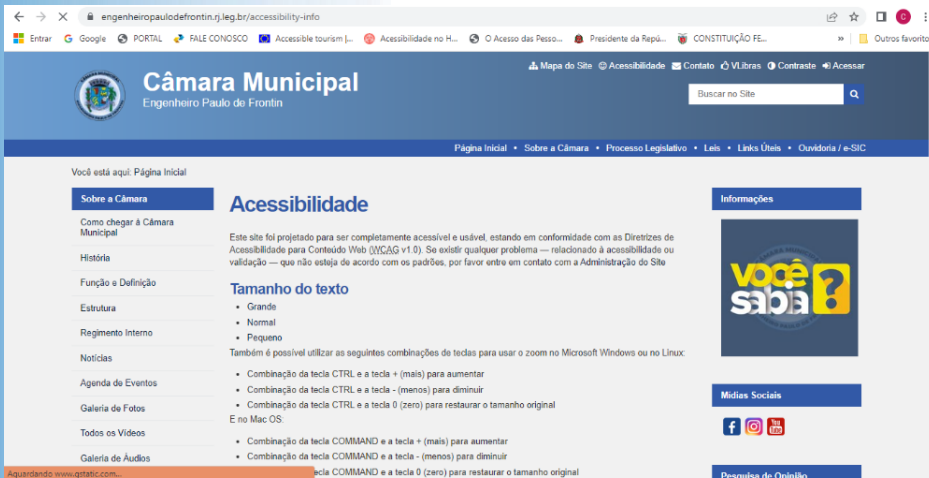 engenheiropaulodefrontin.rj.leg.br/accessibility-info
Entrar Google PORTAL FALE CONOSCO Accessible tourism |... Acessibilidade no H... O Acesso das Pesso... Presidente da Repú... CONSTITUIÇÃO FE... » Outros favorito
Mapa do Site Acessibilidade Contato VLibras Contraste Acessar
Câmara Municipal
Engenheiro Paulo de Frontin
Buscar no Site
Página Inicial • Sobre a Câmara • Processo Legislativo • Leis • Links Úteis • Ouvidoria / e-SIC
Você está aqui: Página Inicial
Sobre a Câmara
Como chegar à Câmara
Municipal
História
Função e Definição
Estrutura
Regimento Interno
Notícias
Agenda de Eventos
Galeria de Fotos
Todos os Vídeos
Galeria de Áudios
Acessibilidade
Este site foi projetado para ser completamente acessível e usável, estando em conformidade com as Diretrizes de
Acessibilidade para Conteúdo Web (WCAG v1.0). Se existir qualquer problema — relacionado à acessibilidade ou
validação — que não esteja de acordo com os padrões, por favor entre em contato com a Administração do Site
Tamanho do texto
• Grande
• Normal
• Pequeno
Também é possível utilizar as seguintes combinações de teclas para usar o zoom no Microsoft Windows ou no Linux:
• Combinação da tecla CTRL e a tecla + (mais) para aumentar
• Combinação da tecla CTRL e a tecla - (menos) para diminuir
• Combinação da tecla CTRL e a tecla 0 (zero) para restaurar o tamanho original
E no Mac OS:
• Combinação da tecla COMMAND e a tecla + (mais) para aumentar
• Combinação da tecla COMMAND e a tecla - (menos) para diminuir
tecla COMMAND e a tecla 0 (zero) para restaurar o tamanho original
Informações
Você
sabia ?
Mídias Sociais
You
Tube
Pesquisa de Opinião
Aguardando www.gstatic.com...